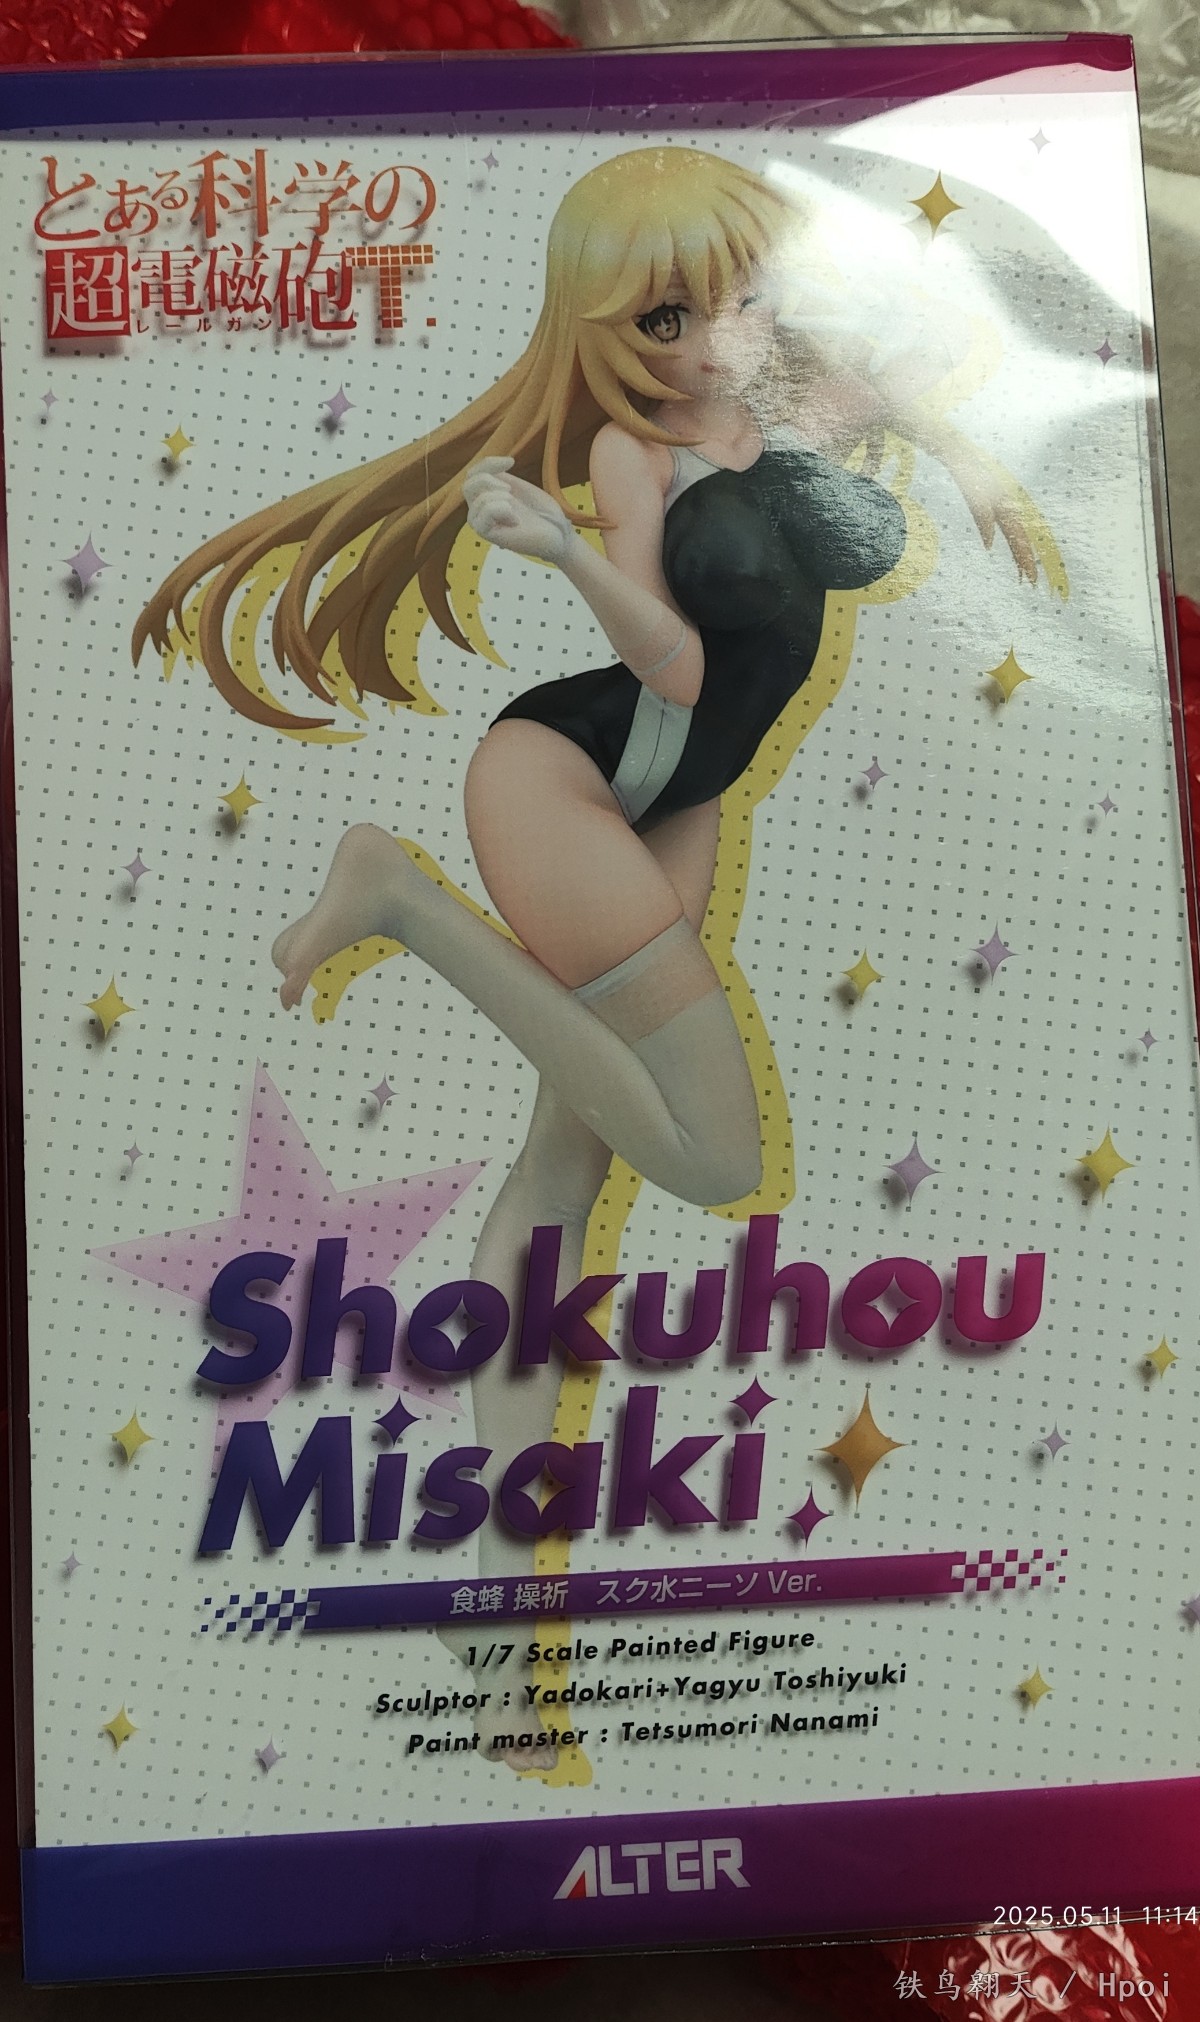 とある科学の
超電磁砲T.
レールガン
Shokuhou
Misaki
食蜂 操祈 スク水ニーソ Ver.
1/7 Scale Painted Figure
Sculptor : Yadokari+Yagyu Toshiyuki
Paint master : Tetsumori Nanami
ALTER
2025.05.11 11:14
铁鸟翱天 / Hpoi